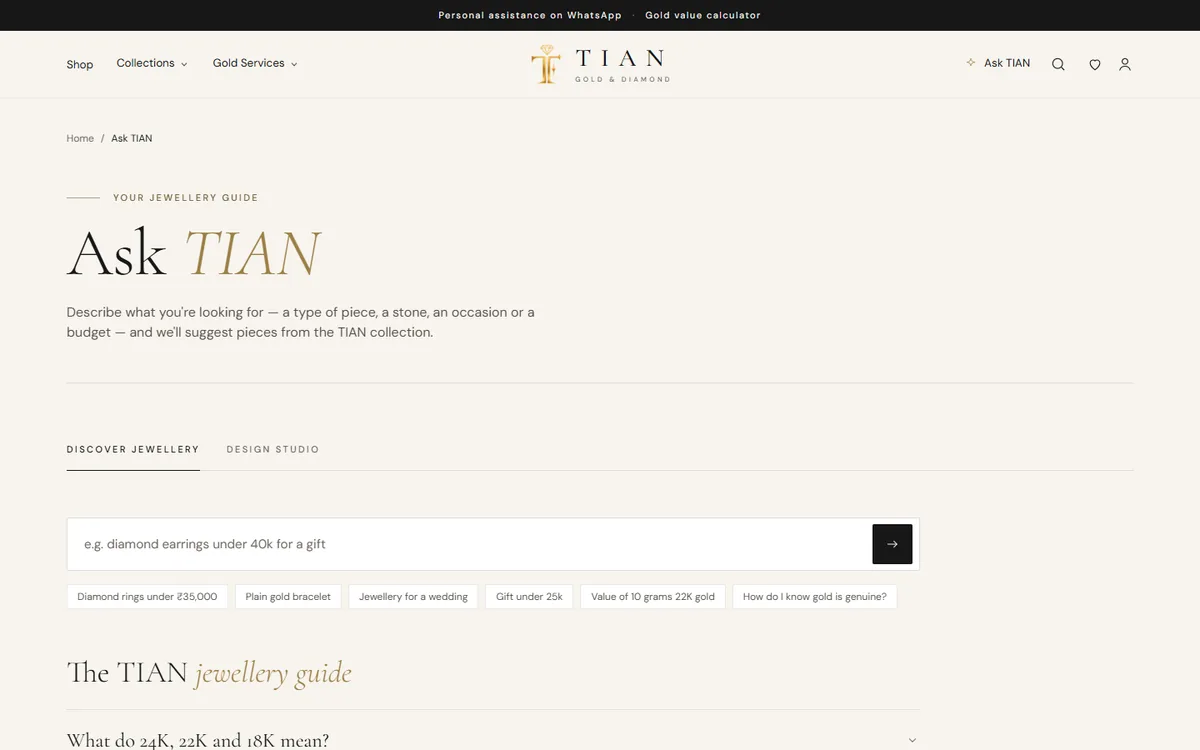 Personal assistance on WhatsApp · Gold value calculator
Shop Collections Gold Services
TIAN
GOLD & DIAMOND
Ask TIAN
Home / Ask TIAN
YOUR JEWELLERY GUIDE
Ask TIAN
Describe what you're looking for — a type of piece, a stone, an occasion or a
budget — and we'll suggest pieces from the TIAN collection.
DISCOVER JEWELLERY DESIGN STUDIO
e.g. diamond earrings under 40k for a gift
Diamond rings under ₹35,000 Plain gold bracelet Jewellery for a wedding Gift under 25k Value of 10 grams 22K gold How do I know gold is genuine?
The TIAN jewellery guide
What do 24K, 22K and 18K mean?